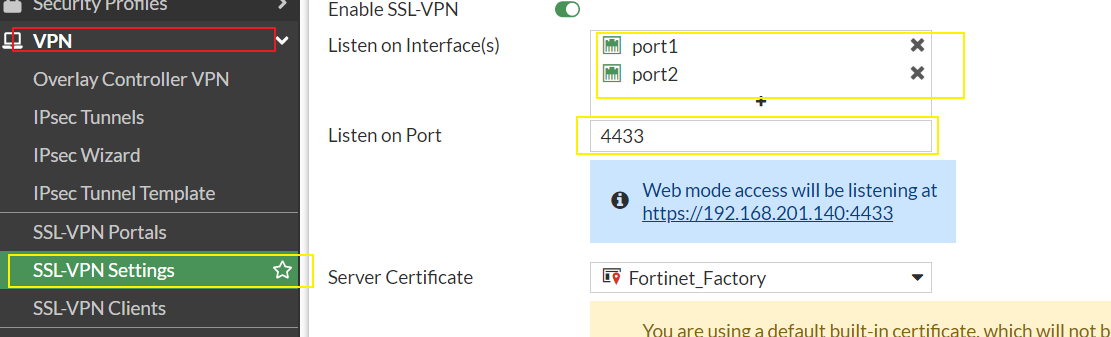 Security Profiles
VPN
Overlay Controller VPN
IPsec Tunnels
IPsec Wizard
IPsec Tunnel Template
SSL-VPN Portals
SSL-VPN Settings
SSL-VPN Clients
Enable SSL-VPN
Listen on Interface(s)
port1
port2
+
Listen on Port
4433
Web mode access will be listening at
https://192.168.201.140:4433
Server Certificate
Fortinet_Factory
You are using a default built-in certificate, which will not b